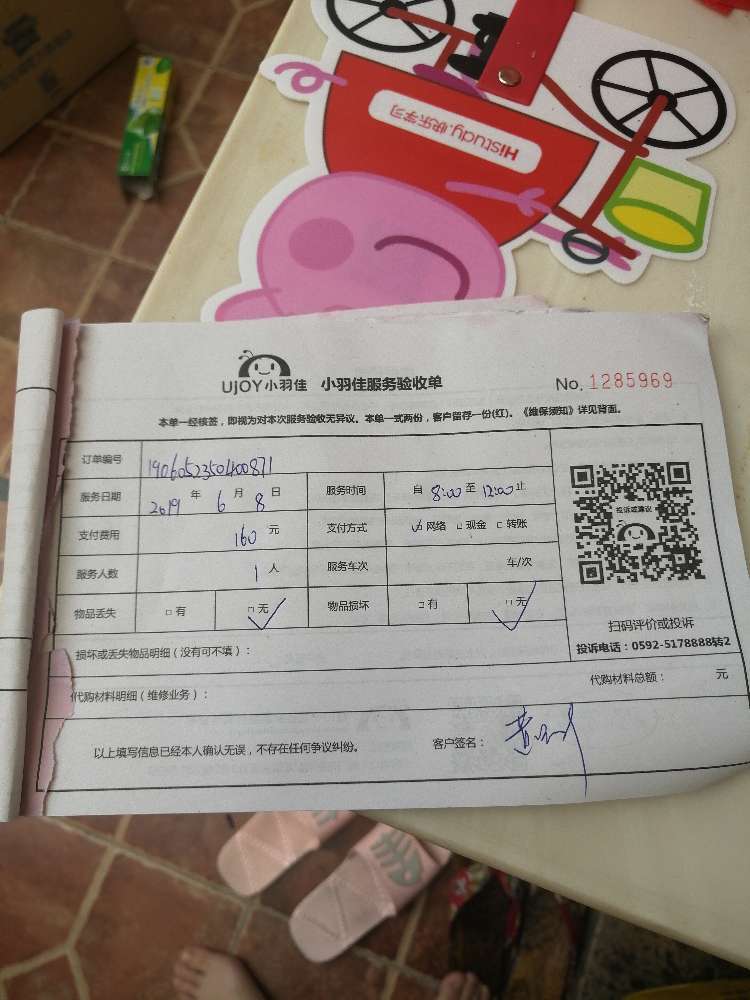 Histudy.快乐学习
UJOY小羽佳 小羽佳服务验收单 No. 1285969
本单一经核签，即视为对本次服务验收无异议。本单一式两份，客户留存一份(红)。《维保须知》详见背面。
订单编号 1906052350400871
服务日期 2019 年 6 月 8 日 服务时间 自 8:00 至 12:00 止
支付费用 160 元 支付方式 ☑网络 □现金 □转账
服务人数 1 人 服务车次 车/次
物品丢失 □有 □无 ✓ 物品损坏 □有 □无 ✓
投诉或建议
扫码评价或投诉
投诉电话：0592-5178888转2
损坏或丢失物品明细（没有可不填）：
代购材料明细（维修业务）： 代购材料总额： 元
以上填写信息已经本人确认无误，不存在任何争议纠纷。 客户签名：